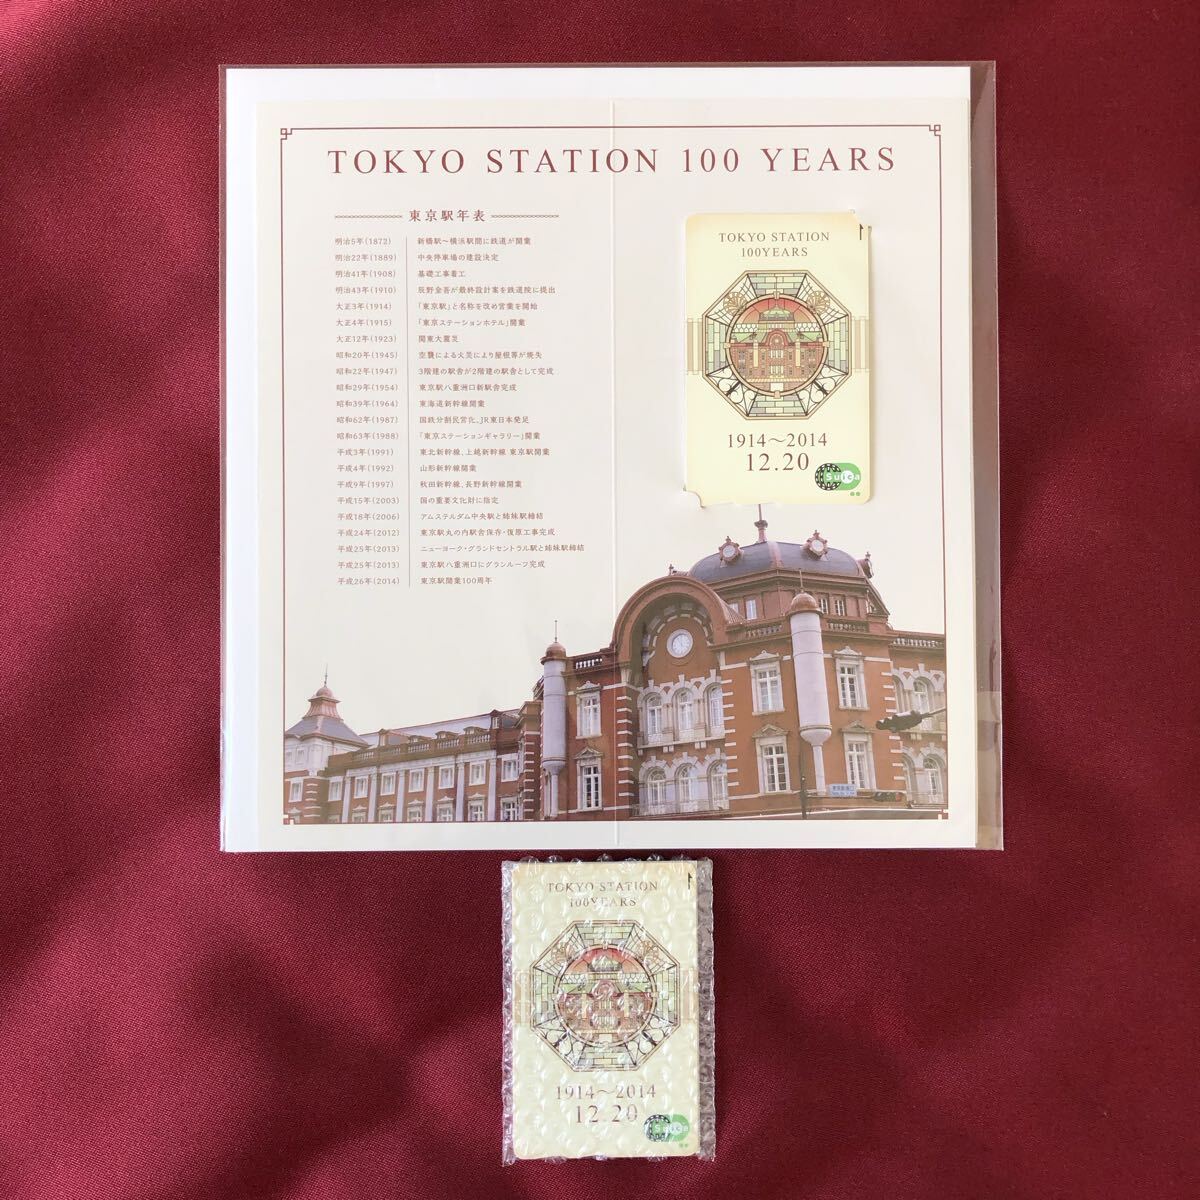 TOKYO STATION 100 YEARS
東京駅年表
明治5年(1872) 新橋駅～横浜駅間に鉄道が開業
明治22年(1889) 中央停車場の建設決定
明治41年(1908) 基礎工事着工
明治43年(1910) 辰野金吾が最終設計案を鉄道院に提出
大正3年(1914) 「東京駅」と名称を改め営業を開始
大正4年(1915) 「東京ステーションホテル」開業
大正12年(1923) 関東大震災
昭和20年(1945) 空襲による火災により屋根等が焼失
昭和22年(1947) 3階建の駅舎が2階建の駅舎として完成
昭和29年(1954) 東京駅八重洲口新駅舎完成
昭和39年(1964) 東海道新幹線開業
昭和62年(1987) 国鉄分割民営化、JR東日本発足
昭和63年(1988) 「東京ステーションギャラリー」開業
平成3年(1991) 東北新幹線、上越新幹線 東京駅開業
平成4年(1992) 山形新幹線開業
平成9年(1997) 秋田新幹線、長野新幹線開業
平成15年(2003) 国の重要文化財に指定
平成18年(2006) アムステルダム中央駅と姉妹駅締結
平成24年(2012) 東京駅丸の内駅舎保存・復原工事完成
平成25年(2013) ニューヨーク・グランドセントラル駅と姉妹駅締結
平成25年(2013) 東京駅八重洲口にグランルーフ完成
平成26年(2014) 東京駅開業100周年
TOKYO STATION
100YEARS
1914～2014
12.20
Suica
TOKYO STATION
100YEARS
1914～2014
12.20
Suica